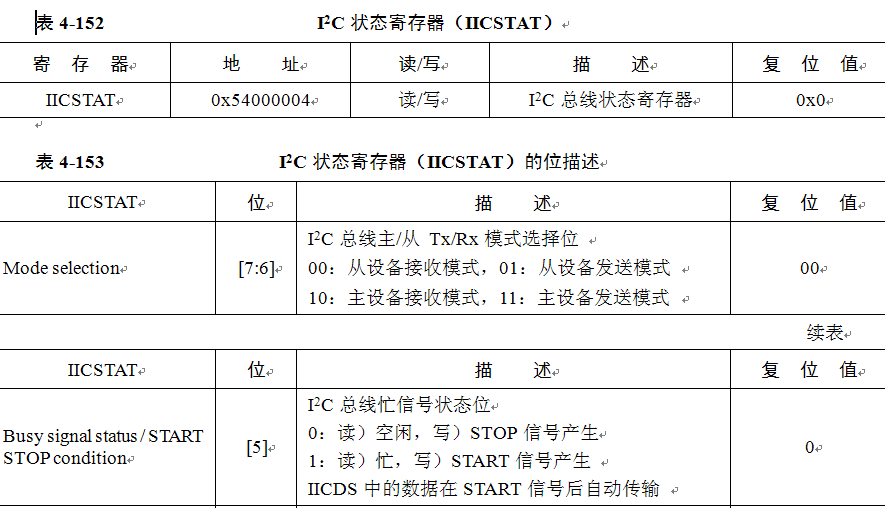 表 4-152 I²C 状态寄存器（IICSTAT）
寄 存 器 地 址 读/写 描 述 复 位 值
IICSTAT 0x54000004 读/写 I²C 总线状态寄存器 0x0
表 4-153 I²C 状态寄存器（IICSTAT）的位描述
IICSTAT 位 描 述 复 位 值
Mode selection [7:6] I²C 总线主/从 Tx/Rx 模式选择位
00：从设备接收模式，01：从设备发送模式
10：主设备接收模式，11：主设备发送模式
00
续表
IICSTAT 位 描 述 复 位 值
Busy signal status / START
STOP condition
[5]
I²C 总线忙信号状态位
0：读）空闲，写）STOP 信号产生
1：读）忙，写）START 信号产生
IICDS 中的数据在 START 信号后自动传输
0